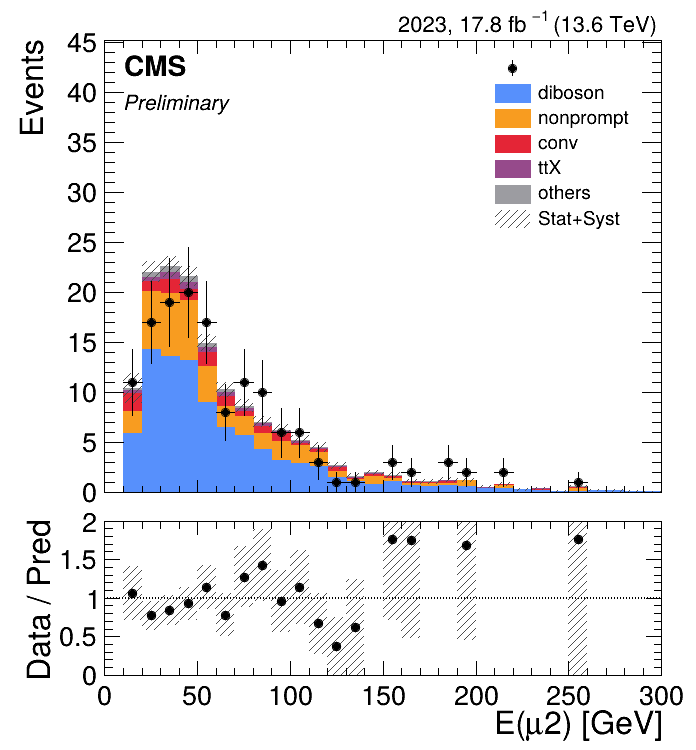 2023, 17.8 fb⁻¹ (13.6 TeV)
CMS
Preliminary
Events
45
40
35
30
25
20
15
10
5
0
diboson
nonprompt
conv
ttX
others
Stat+Syst
Data / Pred
2
1.5
1
0.5
0
0 50 100 150 200 250 300
E(μ2) [GeV]